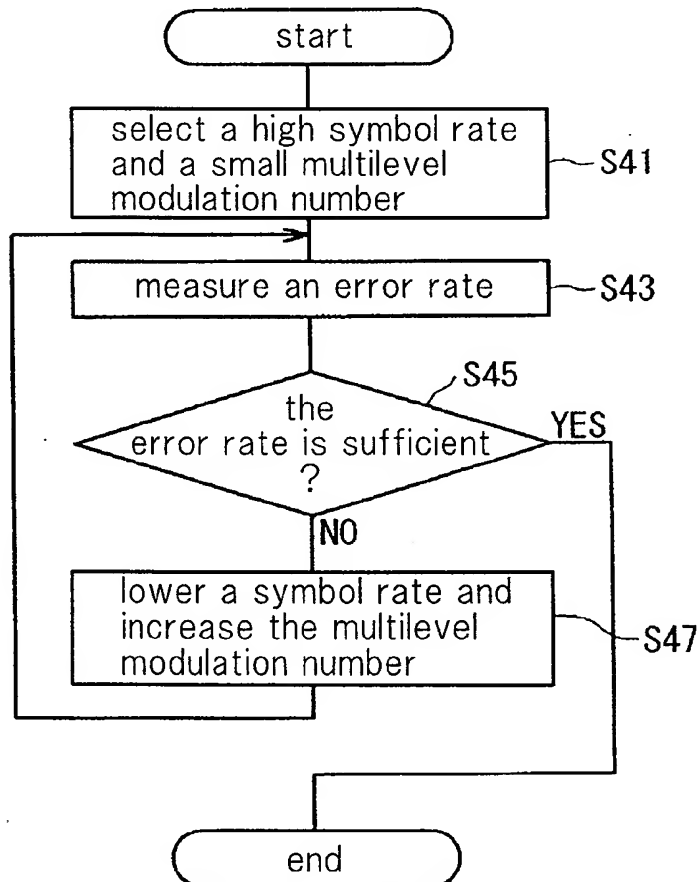 start
select a high symbol rate
and a small multilevel
modulation number
S41
measure an error rate
S43
S45
the
error rate is sufficient
?
YES
NO
lower a symbol rate and
increase the multilevel
modulation number
S47
end